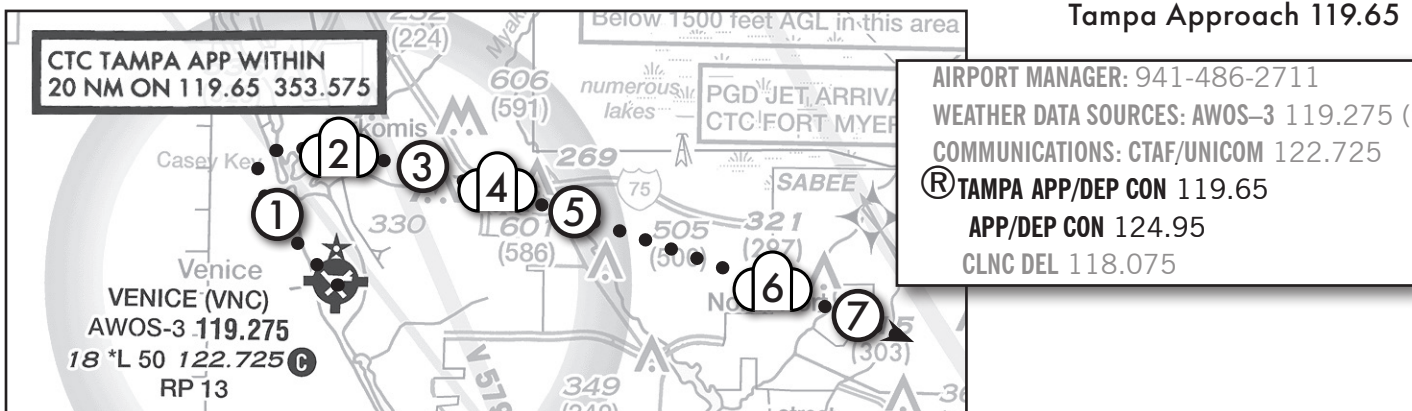 Tampa Approach 119.65
Below 1500 feet AGL in this area
232
(224)
CTC TAMPA APP WITHIN
20 NM ON 119.65 353.575
606
(591)
numerous
lakes
PGD JET ARRIVA
CTC FORT MYER
AIRPORT MANAGER: 941-486-2711
WEATHER DATA SOURCES: AWOS–3 119.275 (
COMMUNICATIONS: CTAF/UNICOM 122.725
® TAMPA APP/DEP CON 119.65
APP/DEP CON 124.95
CLNC DEL 118.075
komis
Casey Key
2
3
4
269
75
SABEE
1
330
5
601
(586)
505
321
(297)
Venice
6
7
(303)
VENICE (VNC)
AWOS-3 119.275
18 *L 50 122.725 C
RP 13
V 579
349